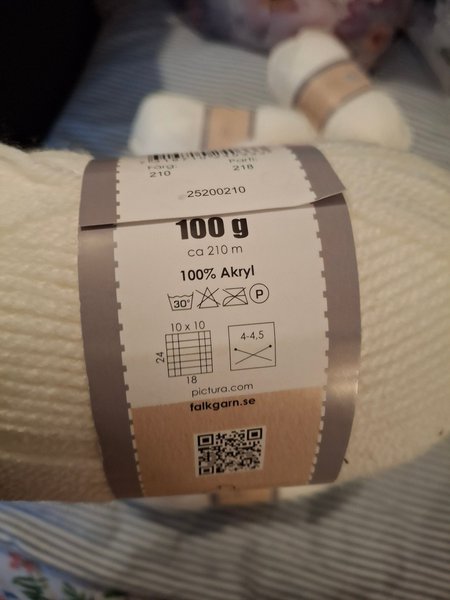 Färg: Parti:
210 218
25200210
100 g
ca 210 m
100% Akryl
30° P
10 x 10
24
4-4,5
18
pictura.com
falkgarn.se